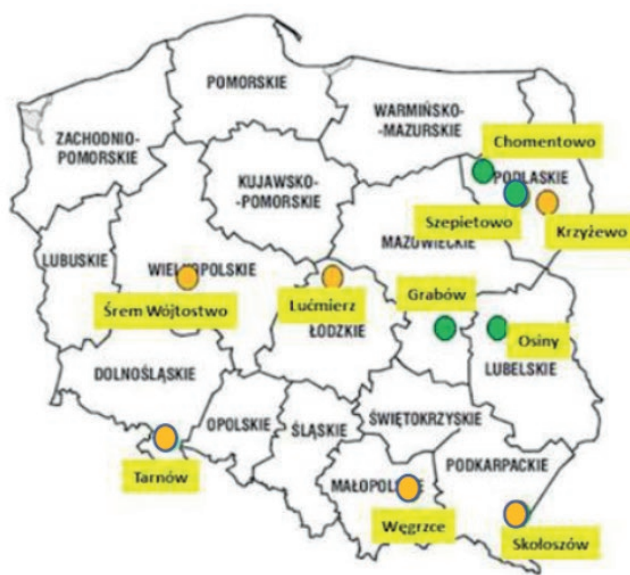 POMORSKIE
WARMIŃSKO-
-MAZURSKIE
ZACHODNIO-
POMORSKIE
Chomentowo
KUJAWSKO-
-POMORSKIE
PODLASKIE
Szepietowo
Krzyżewo
MAZOWIECKIE
LUBUSKIE
WIELKOPOLSKIE
Śrem Wójtostwo
Lućmierz
Grabów
ŁÓDZKIE
Osiny
LUBELSKIE
DOLNOŚLĄSKIE
OPOLSKIE
ŚLĄSKIE
ŚWIĘTOKRZYSKIE
Tarnów
PODKARPACKIE
MAŁOPOLSKIE
Węgrzce
Skołoszów